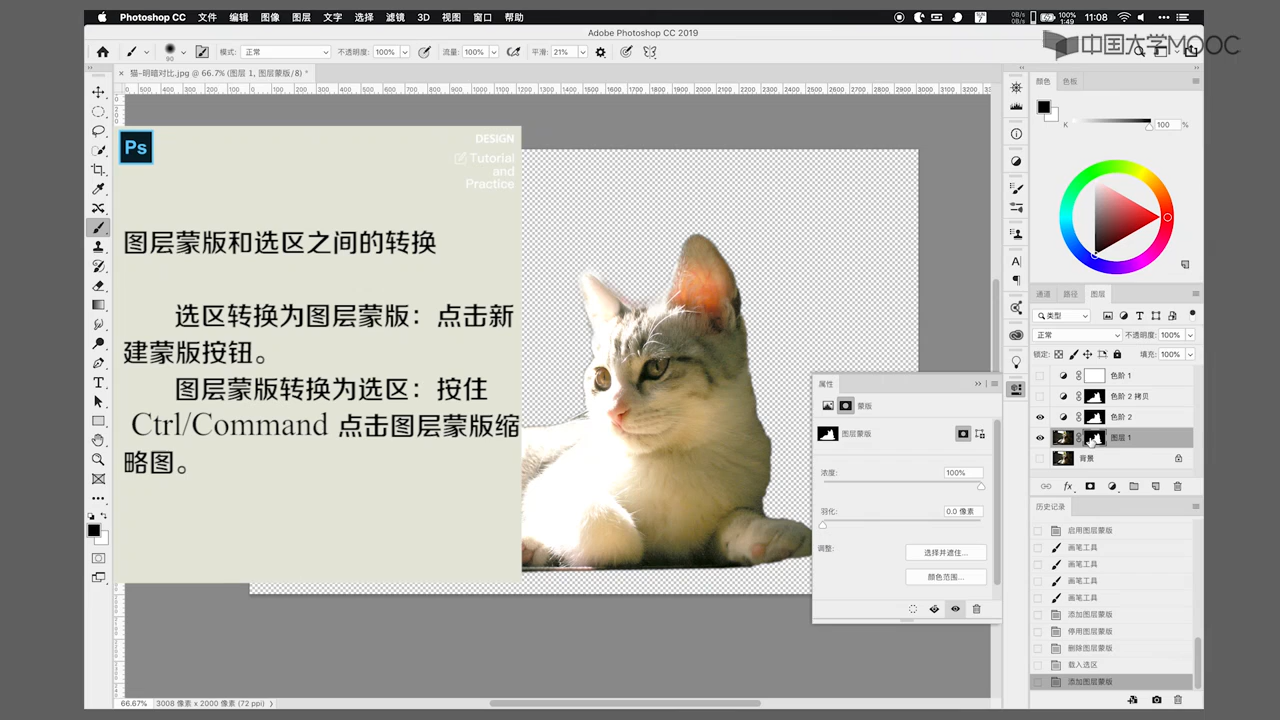 Photoshop CC 文件 编辑 图像 图层 文字 选择 滤镜 3D 视图 窗口 帮助
0B/s
0B/s
100%
1:49
11:08
Adobe Photoshop CC 2019
中国大学MOOC
90
模式: 正常 不透明度: 100% 流量: 100% 平滑: 21%
× 猫-明暗对比.jpg @ 66.7% (图层 1, 图层蒙版/8) *
Ps
DESIGN
Tutorial
and
Practice
图层蒙版和选区之间的转换
选区转换为图层蒙版：点击新
建蒙版按钮。
图层蒙版转换为选区：按住
Ctrl/Command 点击图层蒙版缩
略图。
颜色 色板
K 100 %
通道 路径 图层
类型
正常 不透明度: 100%
锁定: 填充: 100%
色阶 1
色阶 2 拷贝
色阶 2
图层 1
背景
fx
属性
蒙版
图层蒙版
浓度: 100%
羽化: 0.0 像素
调整:
选择并遮住...
颜色范围...
历史记录
启用图层蒙版
画笔工具
画笔工具
画笔工具
画笔工具
添加图层蒙版
停用图层蒙版
删除图层蒙版
载入选区
添加图层蒙版
66.67% 3008 像素 x 2000 像素 (72 ppi)